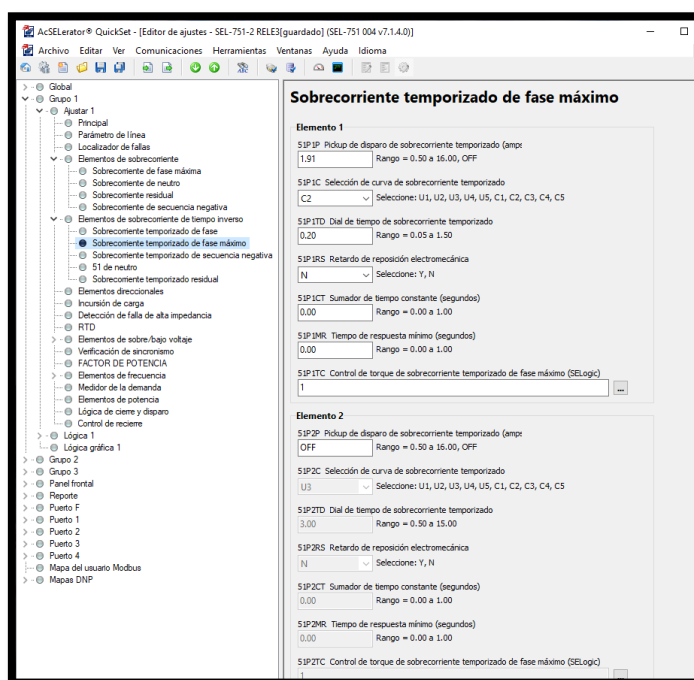 AcSELerator® QuickSet - [Editor de ajustes - SEL-751-2 RELE3[guardado] (SEL-751 004 v7.1.4.0)]
Archivo Editar Ver Comunicaciones Herramientas Ventanas Ayuda Idioma
Global
Grupo 1
Ajustar 1
Principal
Parámetro de línea
Localizador de fallas
Elementos de sobrecorriente
Sobrecorriente de fase máxima
Sobrecorriente de neutro
Sobrecorriente residual
Sobrecorriente de secuencia negativa
Elementos de sobrecorriente de tiempo inverso
Sobrecorriente temporizado de fase
Sobrecorriente temporizado de fase máximo
Sobrecorriente temporizado de secuencia negativa
51 de neutro
Sobrecorriente temporizado residual
Elementos direccionales
Incursión de carga
Detección de falla de alta impedancia
RTD
Elementos de sobre/bajo voltaje
Verificación de sincronismo
FACTOR DE POTENCIA
Elementos de frecuencia
Medidor de la demanda
Elementos de potencia
Lógica de cierre y disparo
Control de recierre
Lógica 1
Lógica gráfica 1
Grupo 2
Grupo 3
Panel frontal
Reporte
Puerto F
Puerto 1
Puerto 2
Puerto 3
Puerto 4
Mapa del usuario Modbus
Mapas DNP
Sobrecorriente temporizado de fase máximo
Elemento 1
51P1P Pickup de disparo de sobrecorriente temporizado (amps
1.91 Rango = 0.50 a 16.00, OFF
51P1C Selección de curva de sobrecorriente temporizado
C2 Seleccione: U1, U2, U3, U4, U5, C1, C2, C3, C4, C5
51P1TD Dial de tiempo de sobrecorriente temporizado
0.20 Rango = 0.05 a 1.50
51P1RS Retardo de reposición electromecánica
N Seleccione: Y, N
51P1CT Sumador de tiempo constante (segundos)
0.00 Rango = 0.00 a 1.00
51P1MR Tiempo de respuesta mínimo (segundos)
0.00 Rango = 0.00 a 1.00
51P1TC Control de torque de sobrecorriente temporizado de fase máximo (SELogic)
1 ...
Elemento 2
51P2P Pickup de disparo de sobrecorriente temporizado (amps
OFF Rango = 0.50 a 16.00, OFF
51P2C Selección de curva de sobrecorriente temporizado
U3 Seleccione: U1, U2, U3, U4, U5, C1, C2, C3, C4, C5
51P2TD Dial de tiempo de sobrecorriente temporizado
3.00 Rango = 0.50 a 15.00
51P2RS Retardo de reposición electromecánica
N Seleccione: Y, N
51P2CT Sumador de tiempo constante (segundos)
0.00 Rango = 0.00 a 1.00
51P2MR Tiempo de respuesta mínimo (segundos)
0.00 Rango = 0.00 a 1.00
51P2TC Control de torque de sobrecorriente temporizado de fase máximo (SELogic)
1 ...